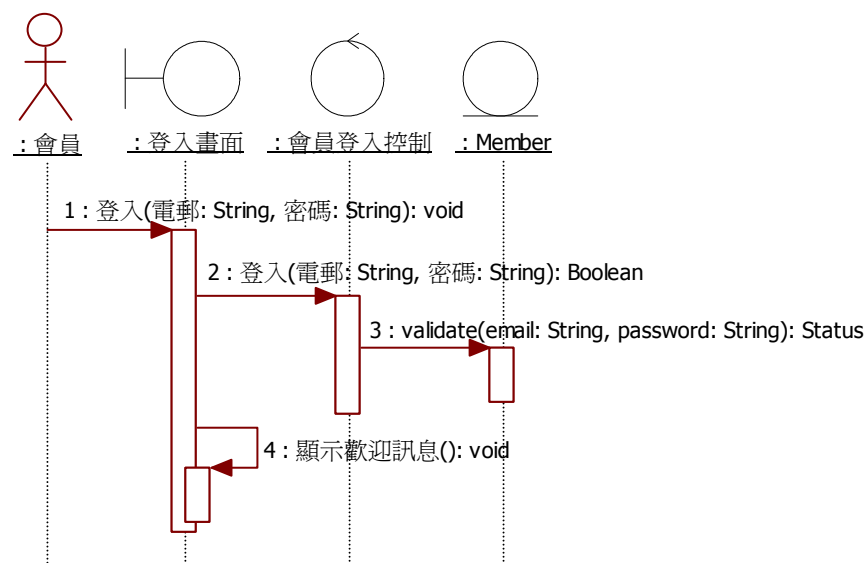 : 會員
: 登入畫面
: 會員登入控制
: Member
1 : 登入(電郵: String, 密碼: String): void
2 : 登入(電郵: String, 密碼: String): Boolean
3 : validate(email: String, password: String): Status
4 : 顯示歡迎訊息(): void